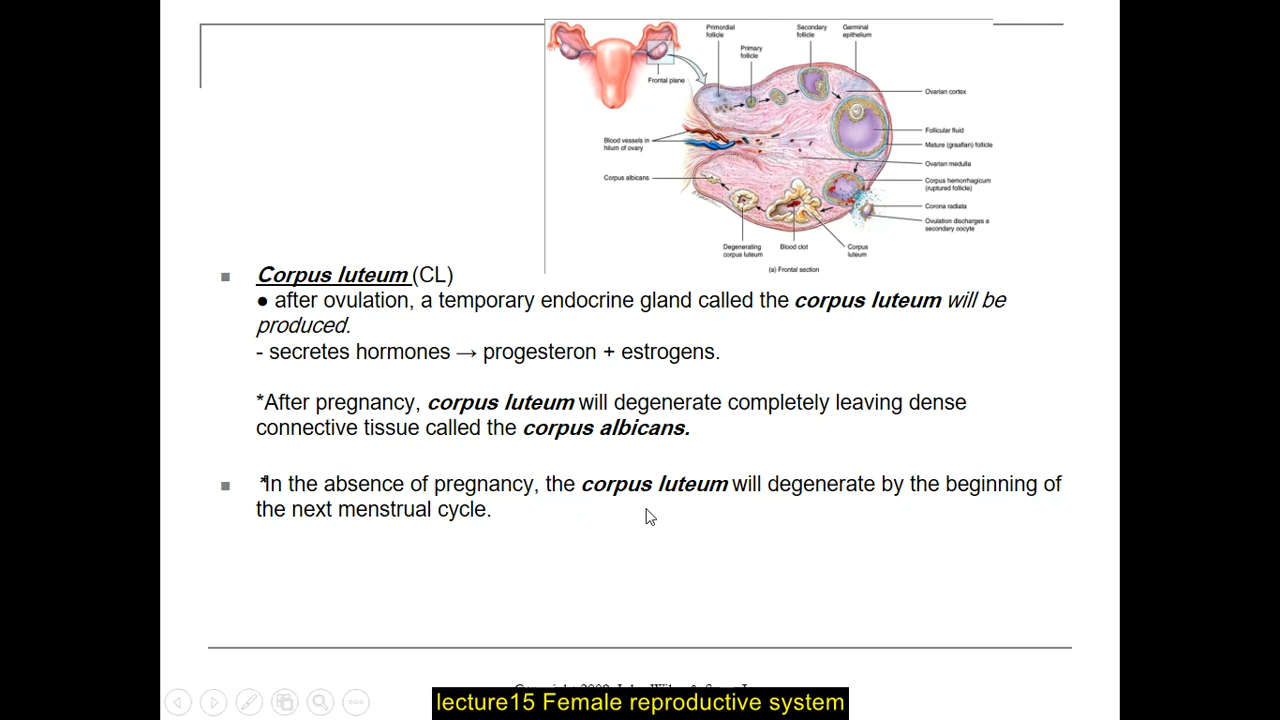 Primordial
follicle
Secondary
follicle
Germinal
epithelium
Primary
follicle
Frontal plane
Ovarian cortex
Follicular fluid
Blood vessels in
hilum of ovary
Mature (graafian) follicle
Ovarian medulla
Corpus albicans
Corpus hemorrhagicum
(ruptured follicle)
Corona radiata
Ovulation discharges a
secondary oocyte
Degenerating
corpus luteum
Blood clot
Corpus
luteum
(a) Frontal section
■ Corpus luteum (CL)
● after ovulation, a temporary endocrine gland called the corpus luteum will be
produced.
- secretes hormones → progesteron + estrogens.
*After pregnancy, corpus luteum will degenerate completely leaving dense
connective tissue called the corpus albicans.
■ *In the absence of pregnancy, the corpus luteum will degenerate by the beginning of
the next menstrual cycle.
lecture15 Female reproductive system